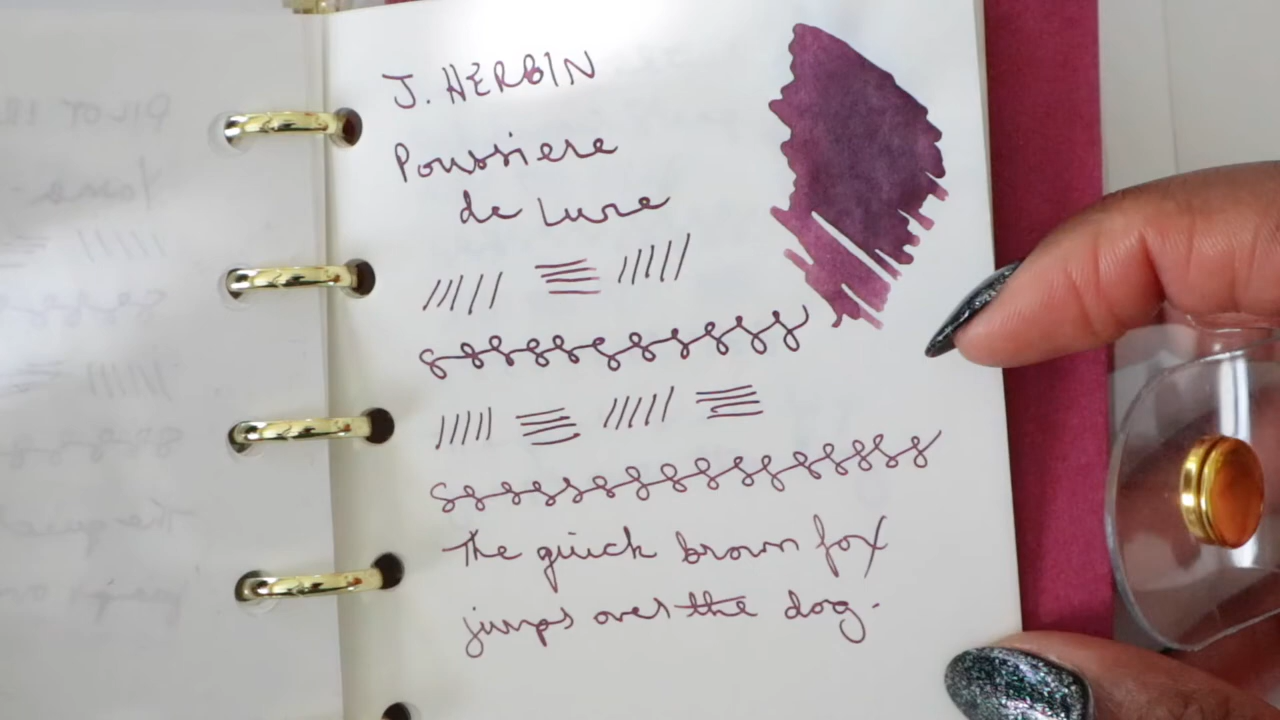 J. HERBIN
Poussiere
de Lune
The quick brown fox
jumps over the dog.